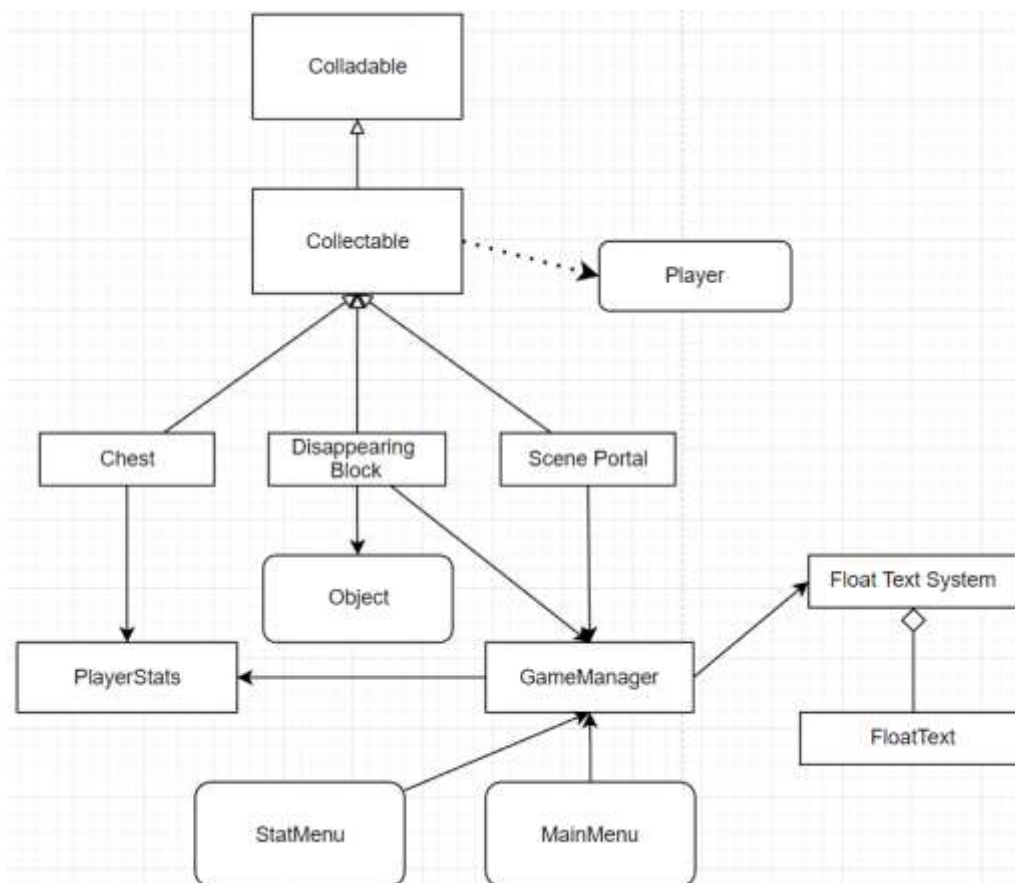 Colladable
Collectable
Player
Chest
Disappearing
Block
Scene Portal
Object
Float Text System
PlayerStats
GameManager
FloatText
StatMenu
MainMenu